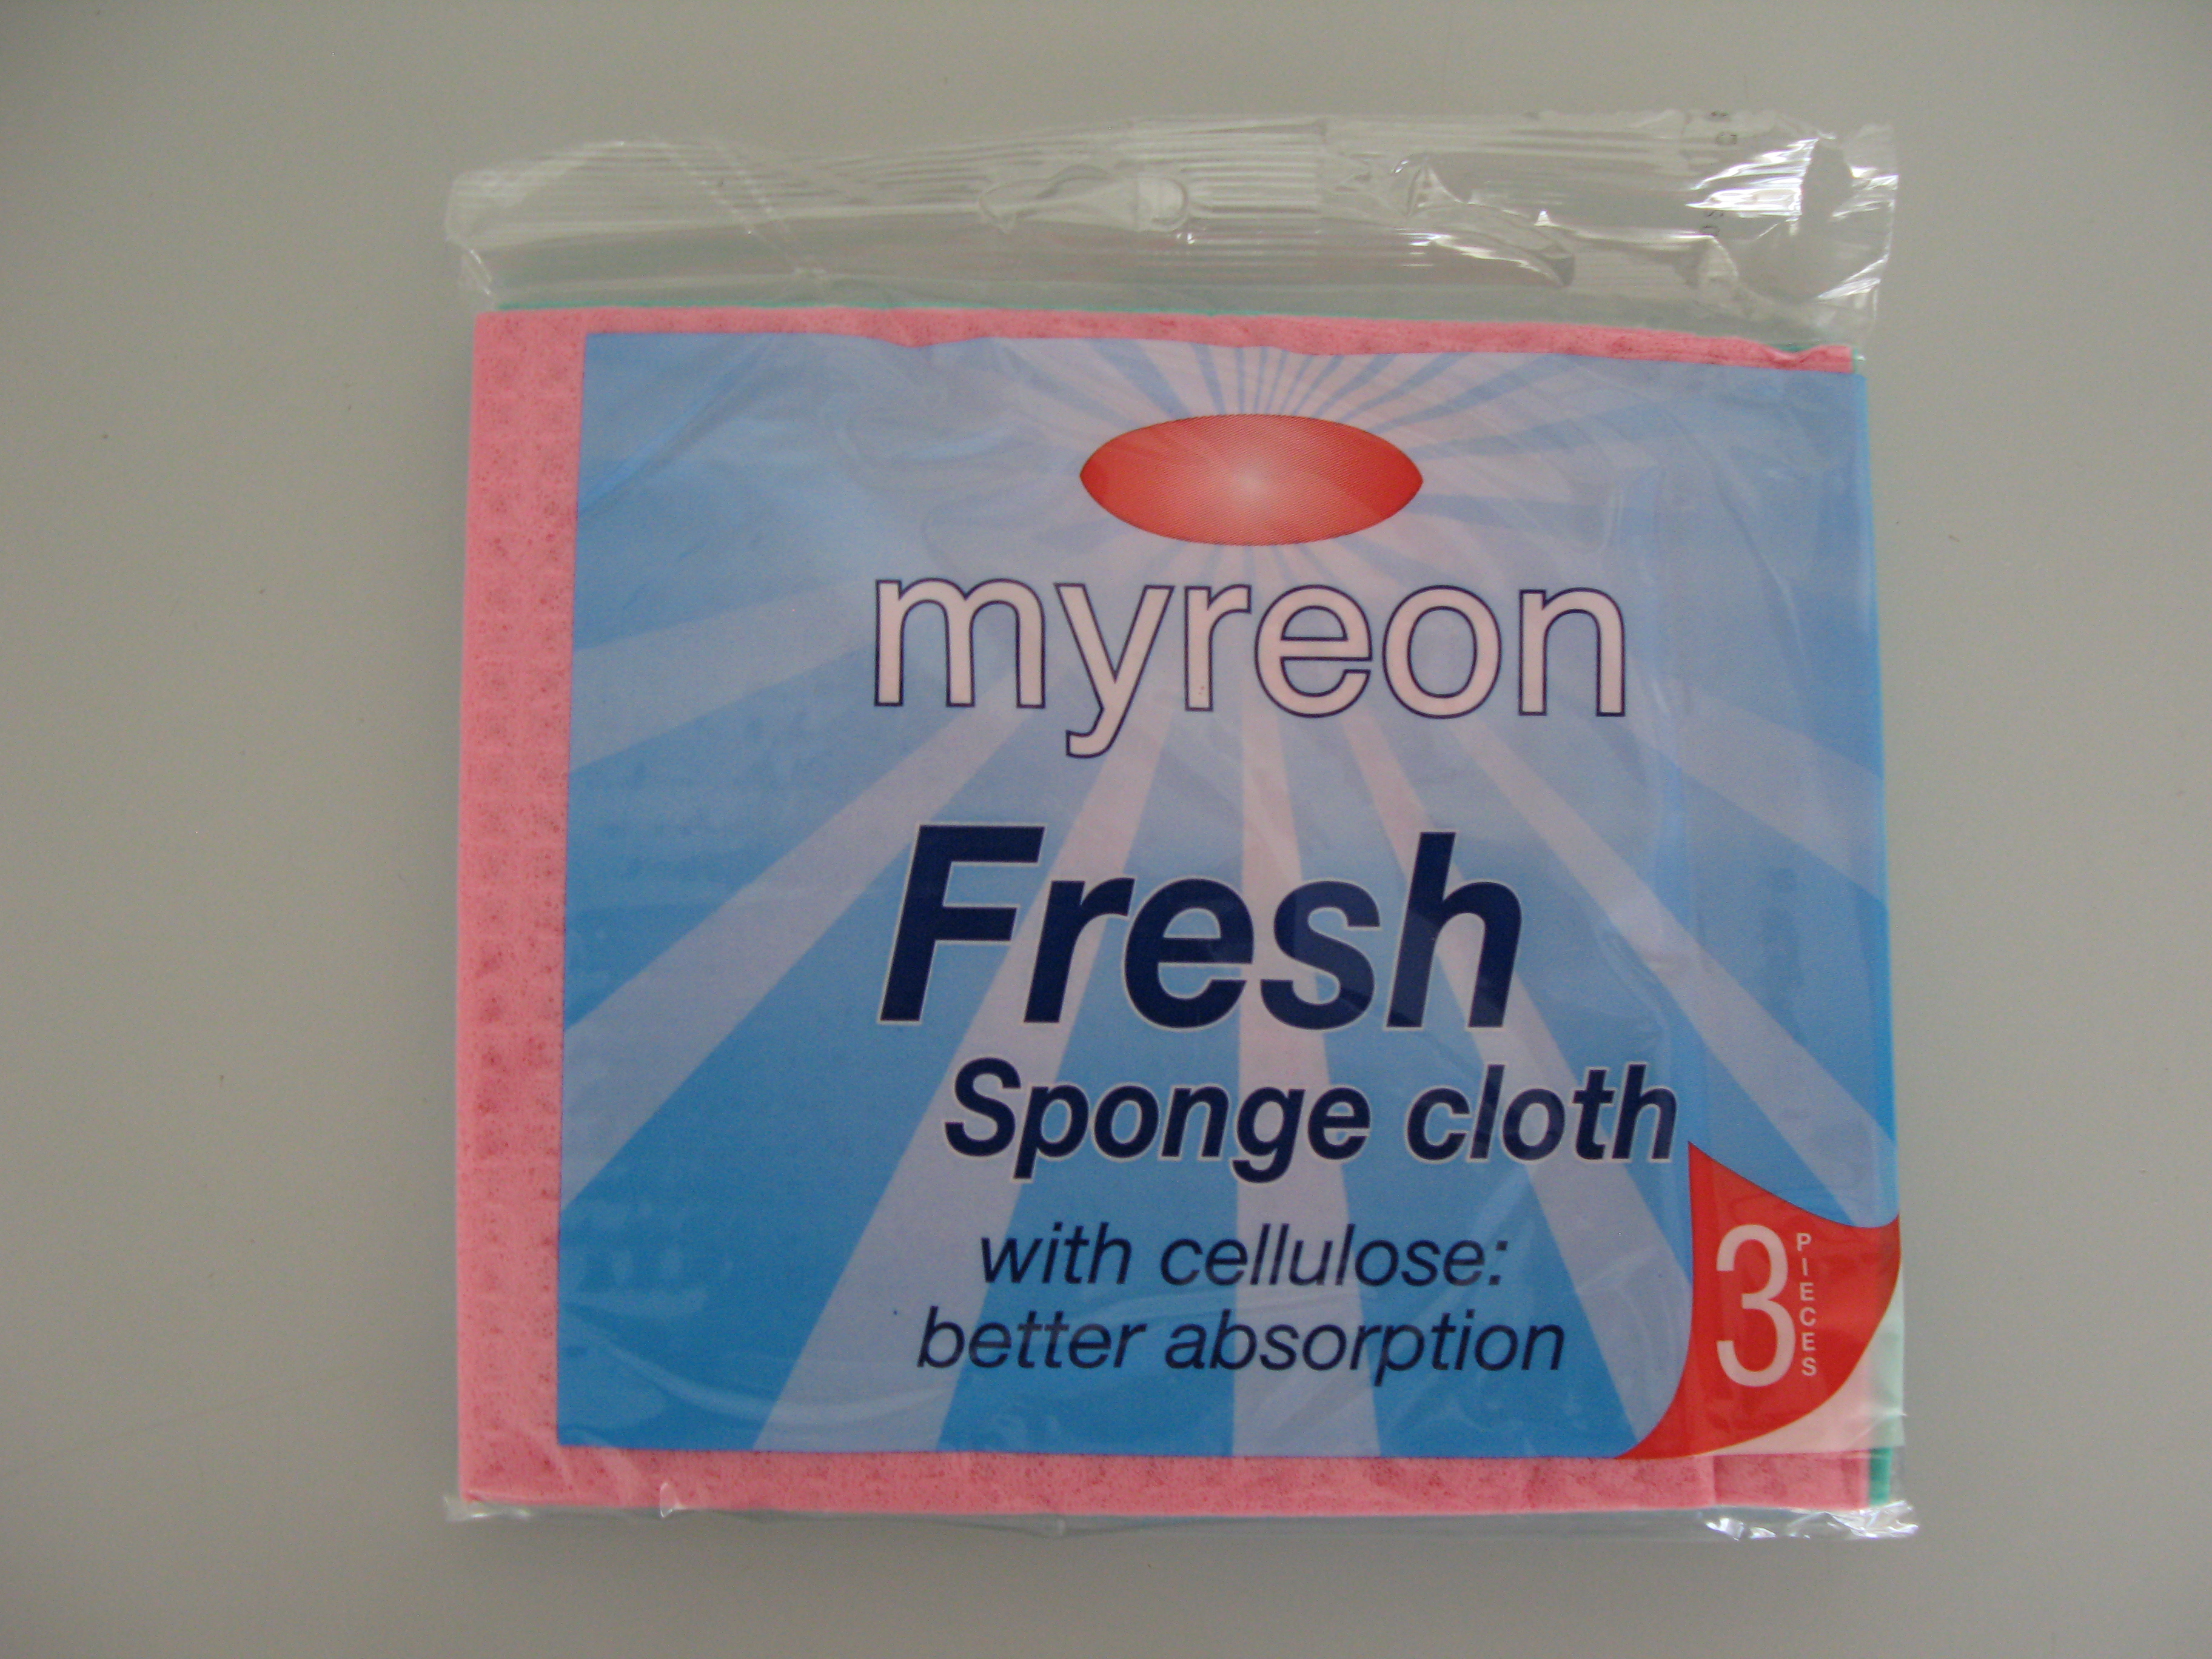 myreon
Fresh
Sponge cloth
with cellulose:
better absorption
3 PIECES